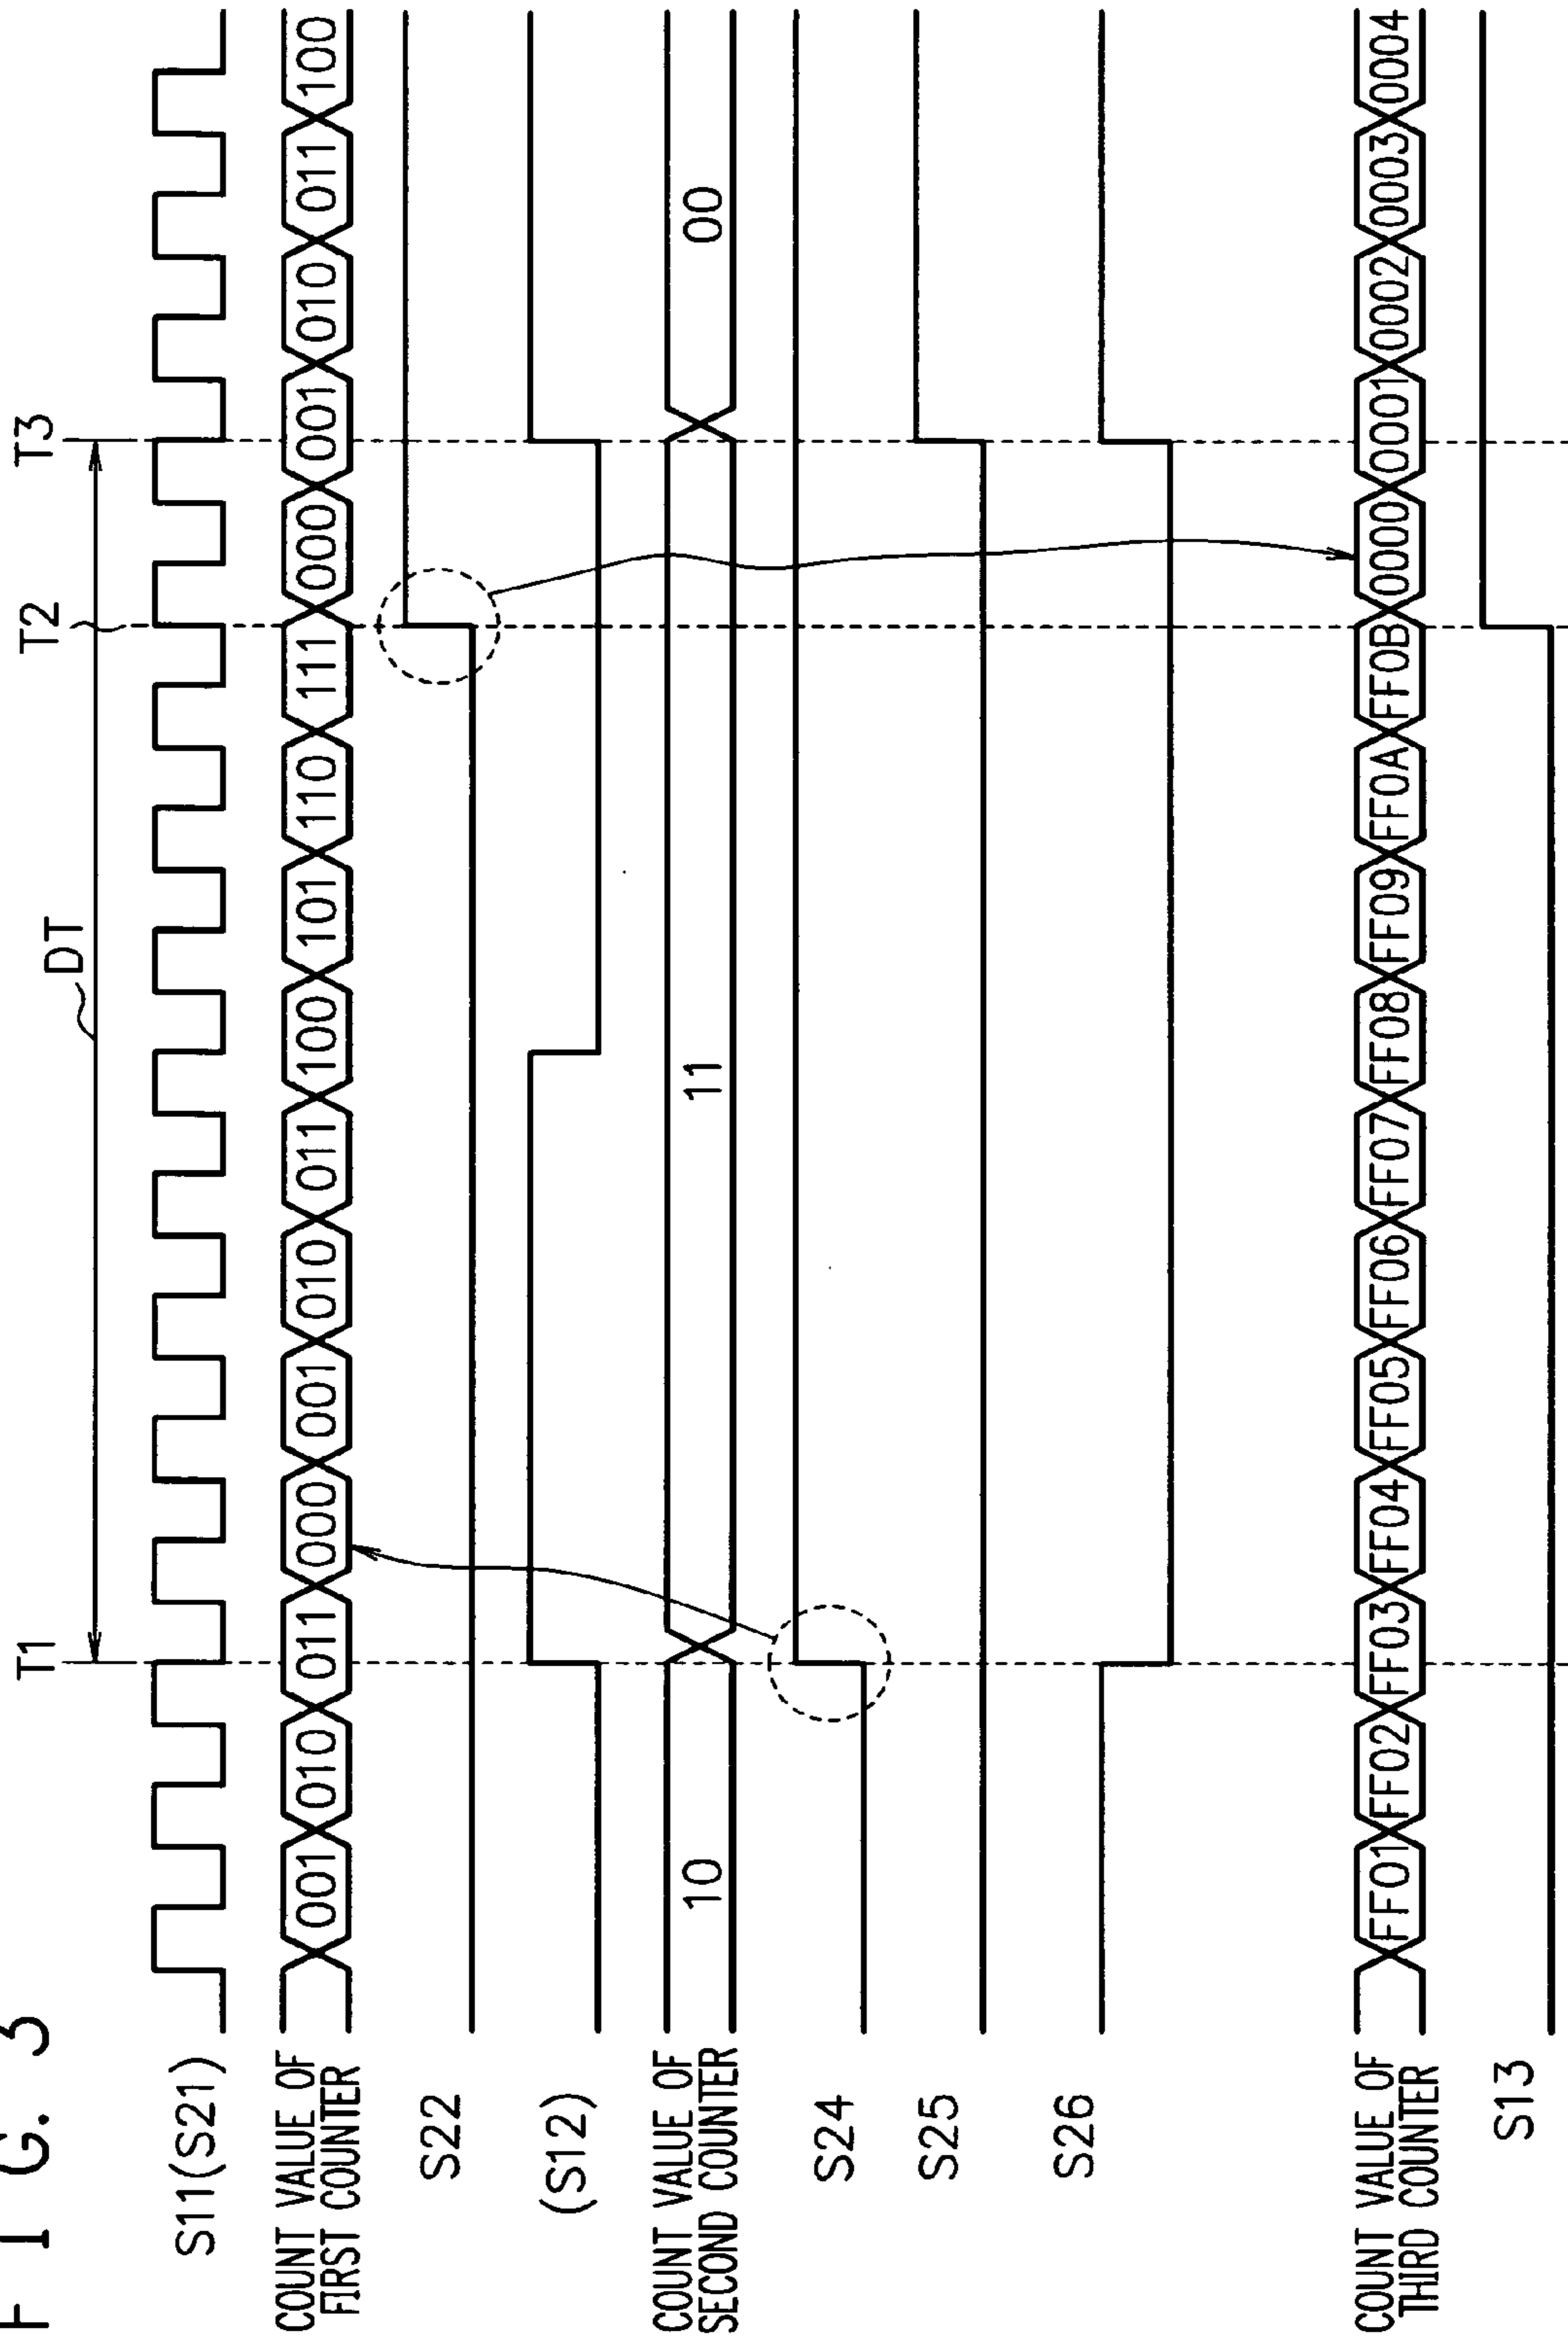 FIG. 3
T1 T2 T3
DT
S11(S21)
COUNT VALUE OF
FIRST COUNTER
001 010 011 000 001 010 011 100 101 110 111 000 001 010 011 100
S22
(S12)
COUNT VALUE OF
SECOND COUNTER
10 11 00
S24
S25
S26
COUNT VALUE OF
THIRD COUNTER
FF01 FF02 FF03 FF04 FF05 FF06 FF07 FF08 FF09 FF0A FF0B 0000 0001 0002 0003 0004
S13